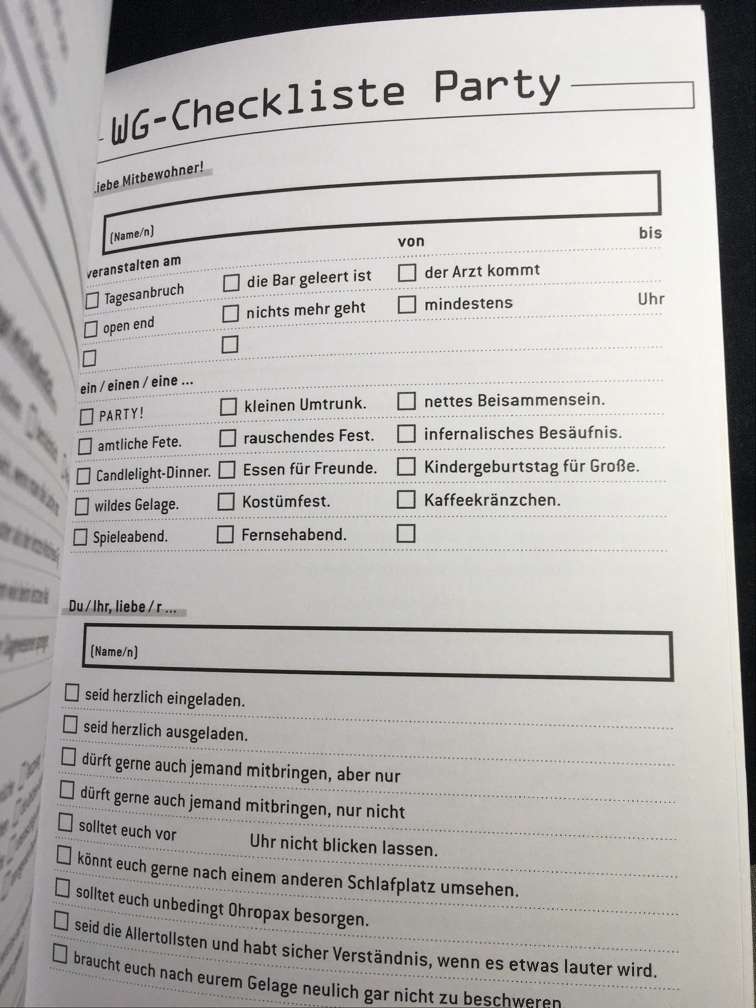 WG-Checkliste Party
Liebe Mitbewohner!
(Name/n)
veranstalten am von bis
Tagesanbruch die Bar geleert ist der Arzt kommt
open end nichts mehr geht mindestens Uhr
ein / einen / eine ...
PARTY! kleinen Umtrunk. nettes Beisammensein.
amtliche Fete. rauschendes Fest. infernalisches Besäufnis.
Candlelight-Dinner. Essen für Freunde. Kindergeburtstag für Große.
wildes Gelage. Kostümfest. Kaffeekränzchen.
Spieleabend. Fernsehabend.
Du / Ihr, liebe / r ...
(Name/n)
seid herzlich eingeladen.
seid herzlich ausgeladen.
dürft gerne auch jemand mitbringen, aber nur
dürft gerne auch jemand mitbringen, nur nicht
solltet euch vor Uhr nicht blicken lassen.
könnt euch gerne nach einem anderen Schlafplatz umsehen.
solltet euch unbedingt Ohropax besorgen.
seid die Allertollsten und habt sicher Verständnis, wenn es etwas lauter wird.
braucht euch nach eurem Gelage neulich gar nicht zu beschweren